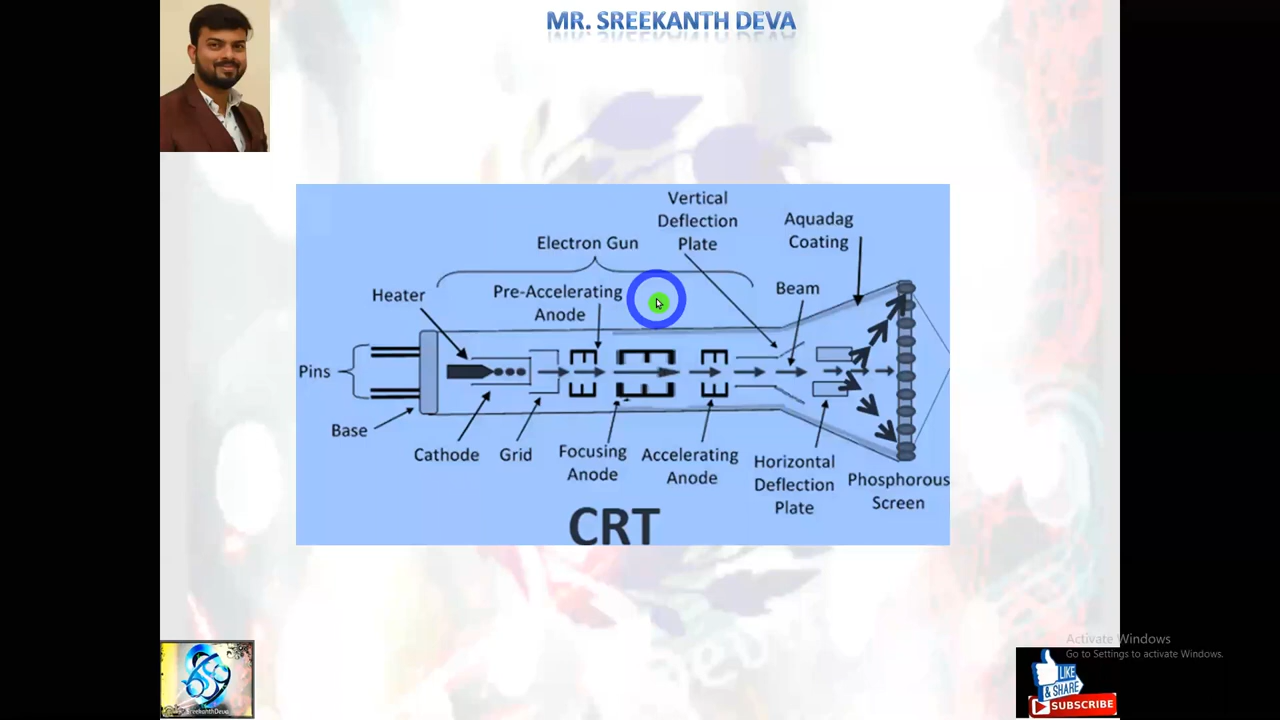 MR. SREEKANTH DEVA
Vertical
Deflection
Plate
Aquadag
Coating
Electron Gun
Heater
Pre-Accelerating
Anode
Beam
Pins
Base
Cathode
Grid
Focusing
Anode
Accelerating
Anode
Horizontal
Deflection
Plate
Phosphorous
Screen
CRT
Activate Windows
Go to Settings to activate Windows.
LIKE
& SHARE
SUBSCRIBE